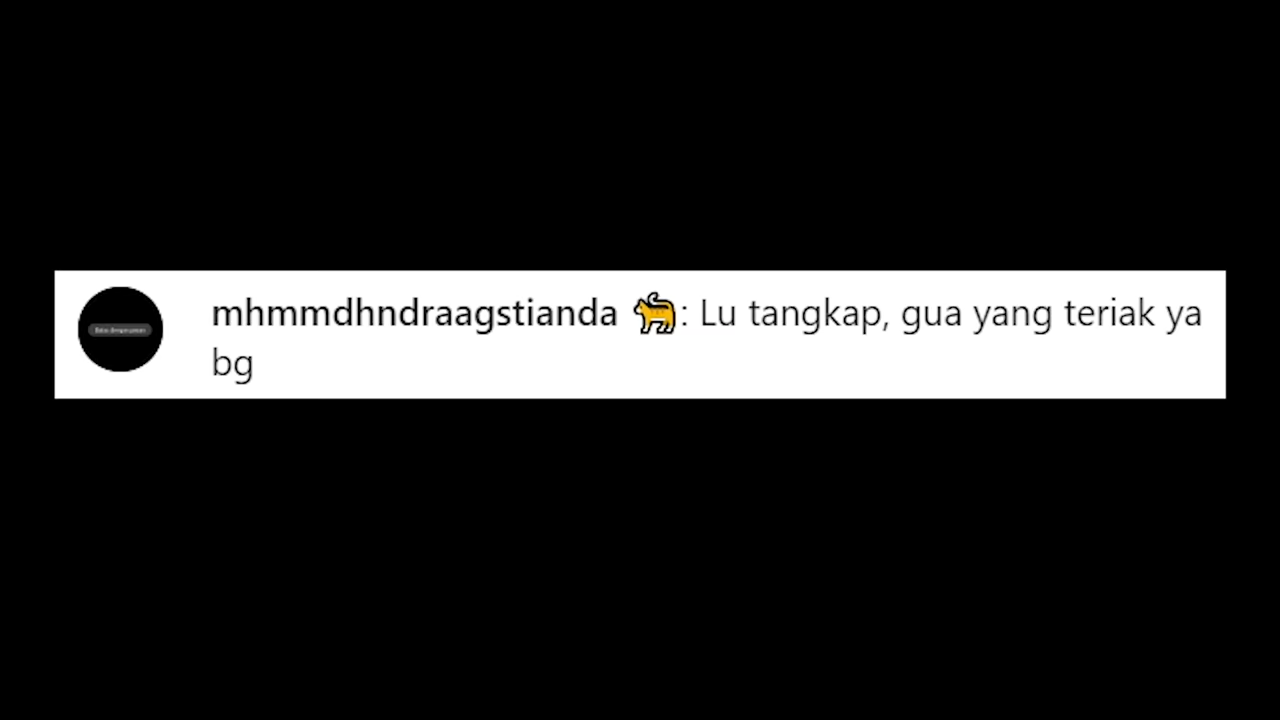 mhmmdhndraagstianda 🐈: Lu tangkap, gua yang teriak ya
bg